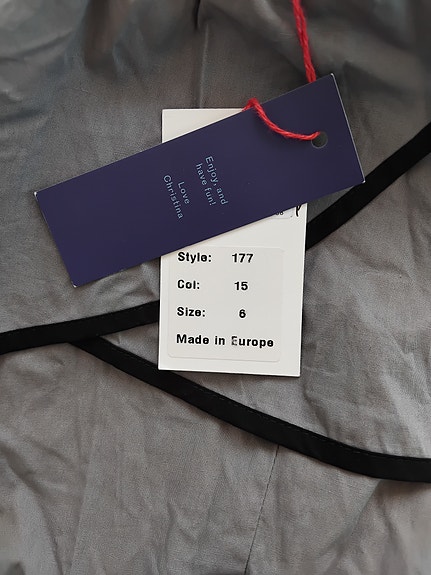 Enjoy, and
have fun!
Love
Christina
Style: 177
Col: 15
Size: 6
Made in Europe